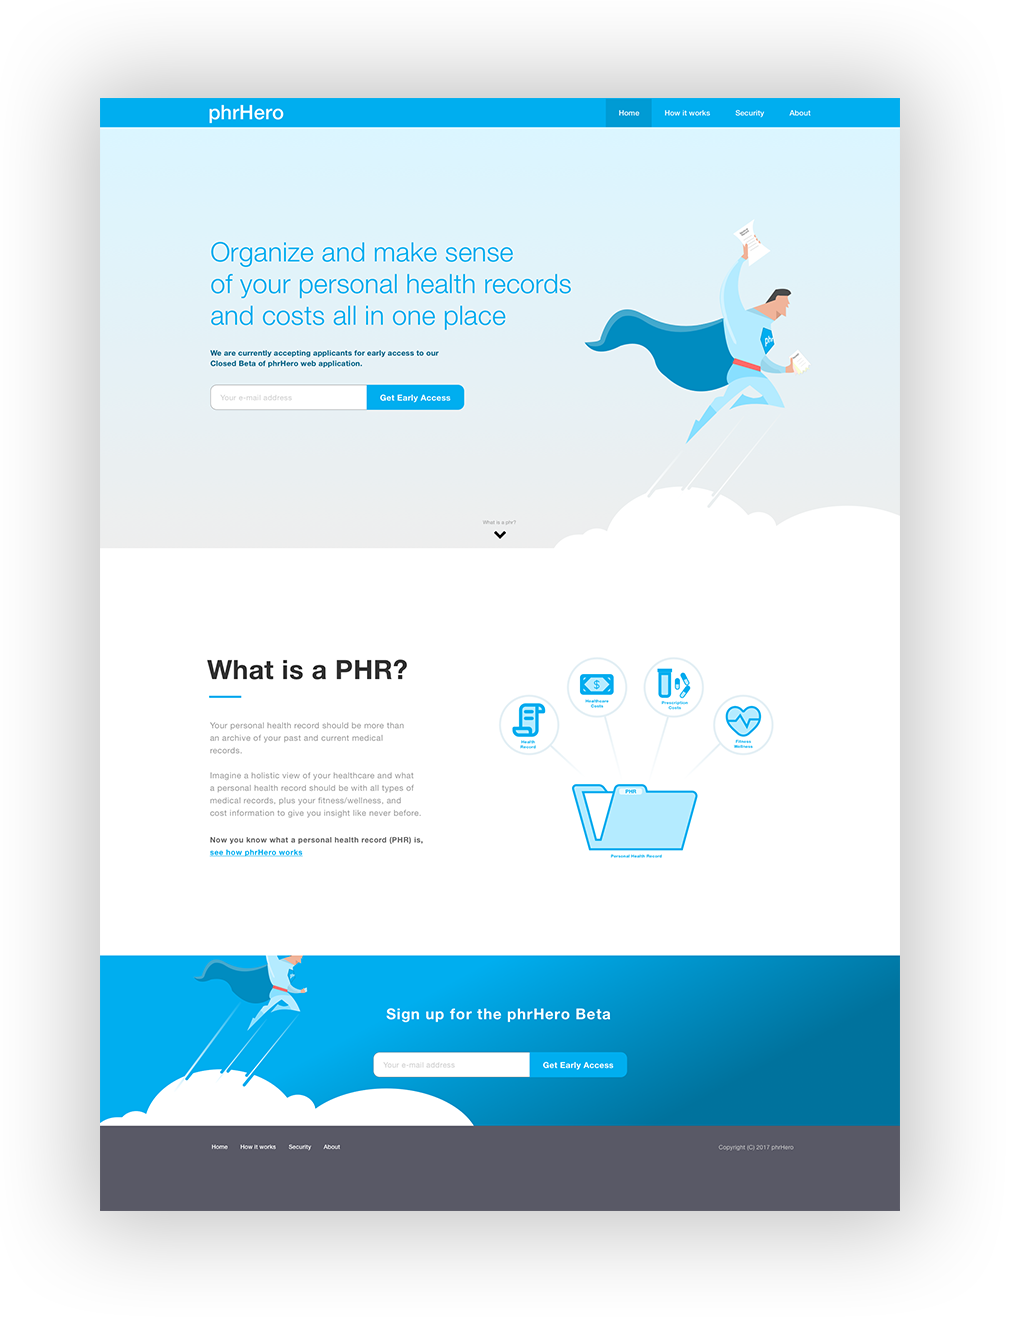 phrHero
Home
How it works
Security
About
Organize and make sense
of your personal health records
and costs all in one place
We are currently accepting applicants for early access to our
Closed Beta of phrHero web application.
Your e-mail address
Get Early Access
What is a phr?
What is a PHR?
Your personal health record should be more than
an archive of your past and current medical
records.
Imagine a holistic view of your healthcare and what
a personal health record should be with all types of
medical records, plus your fitness/wellness, and
cost information to give you insight like never before.
Now you know what a personal health record (PHR) is,
see how phrHero works
Health
Record
$
Healthcare
Costs
Prescription
Costs
Fitness
Wellness
PHR
Personal Health Record
Sign up for the phrHero Beta
Your e-mail address
Get Early Access
Home
How it works
Security
About
Copyright (C) 2017 phrHero